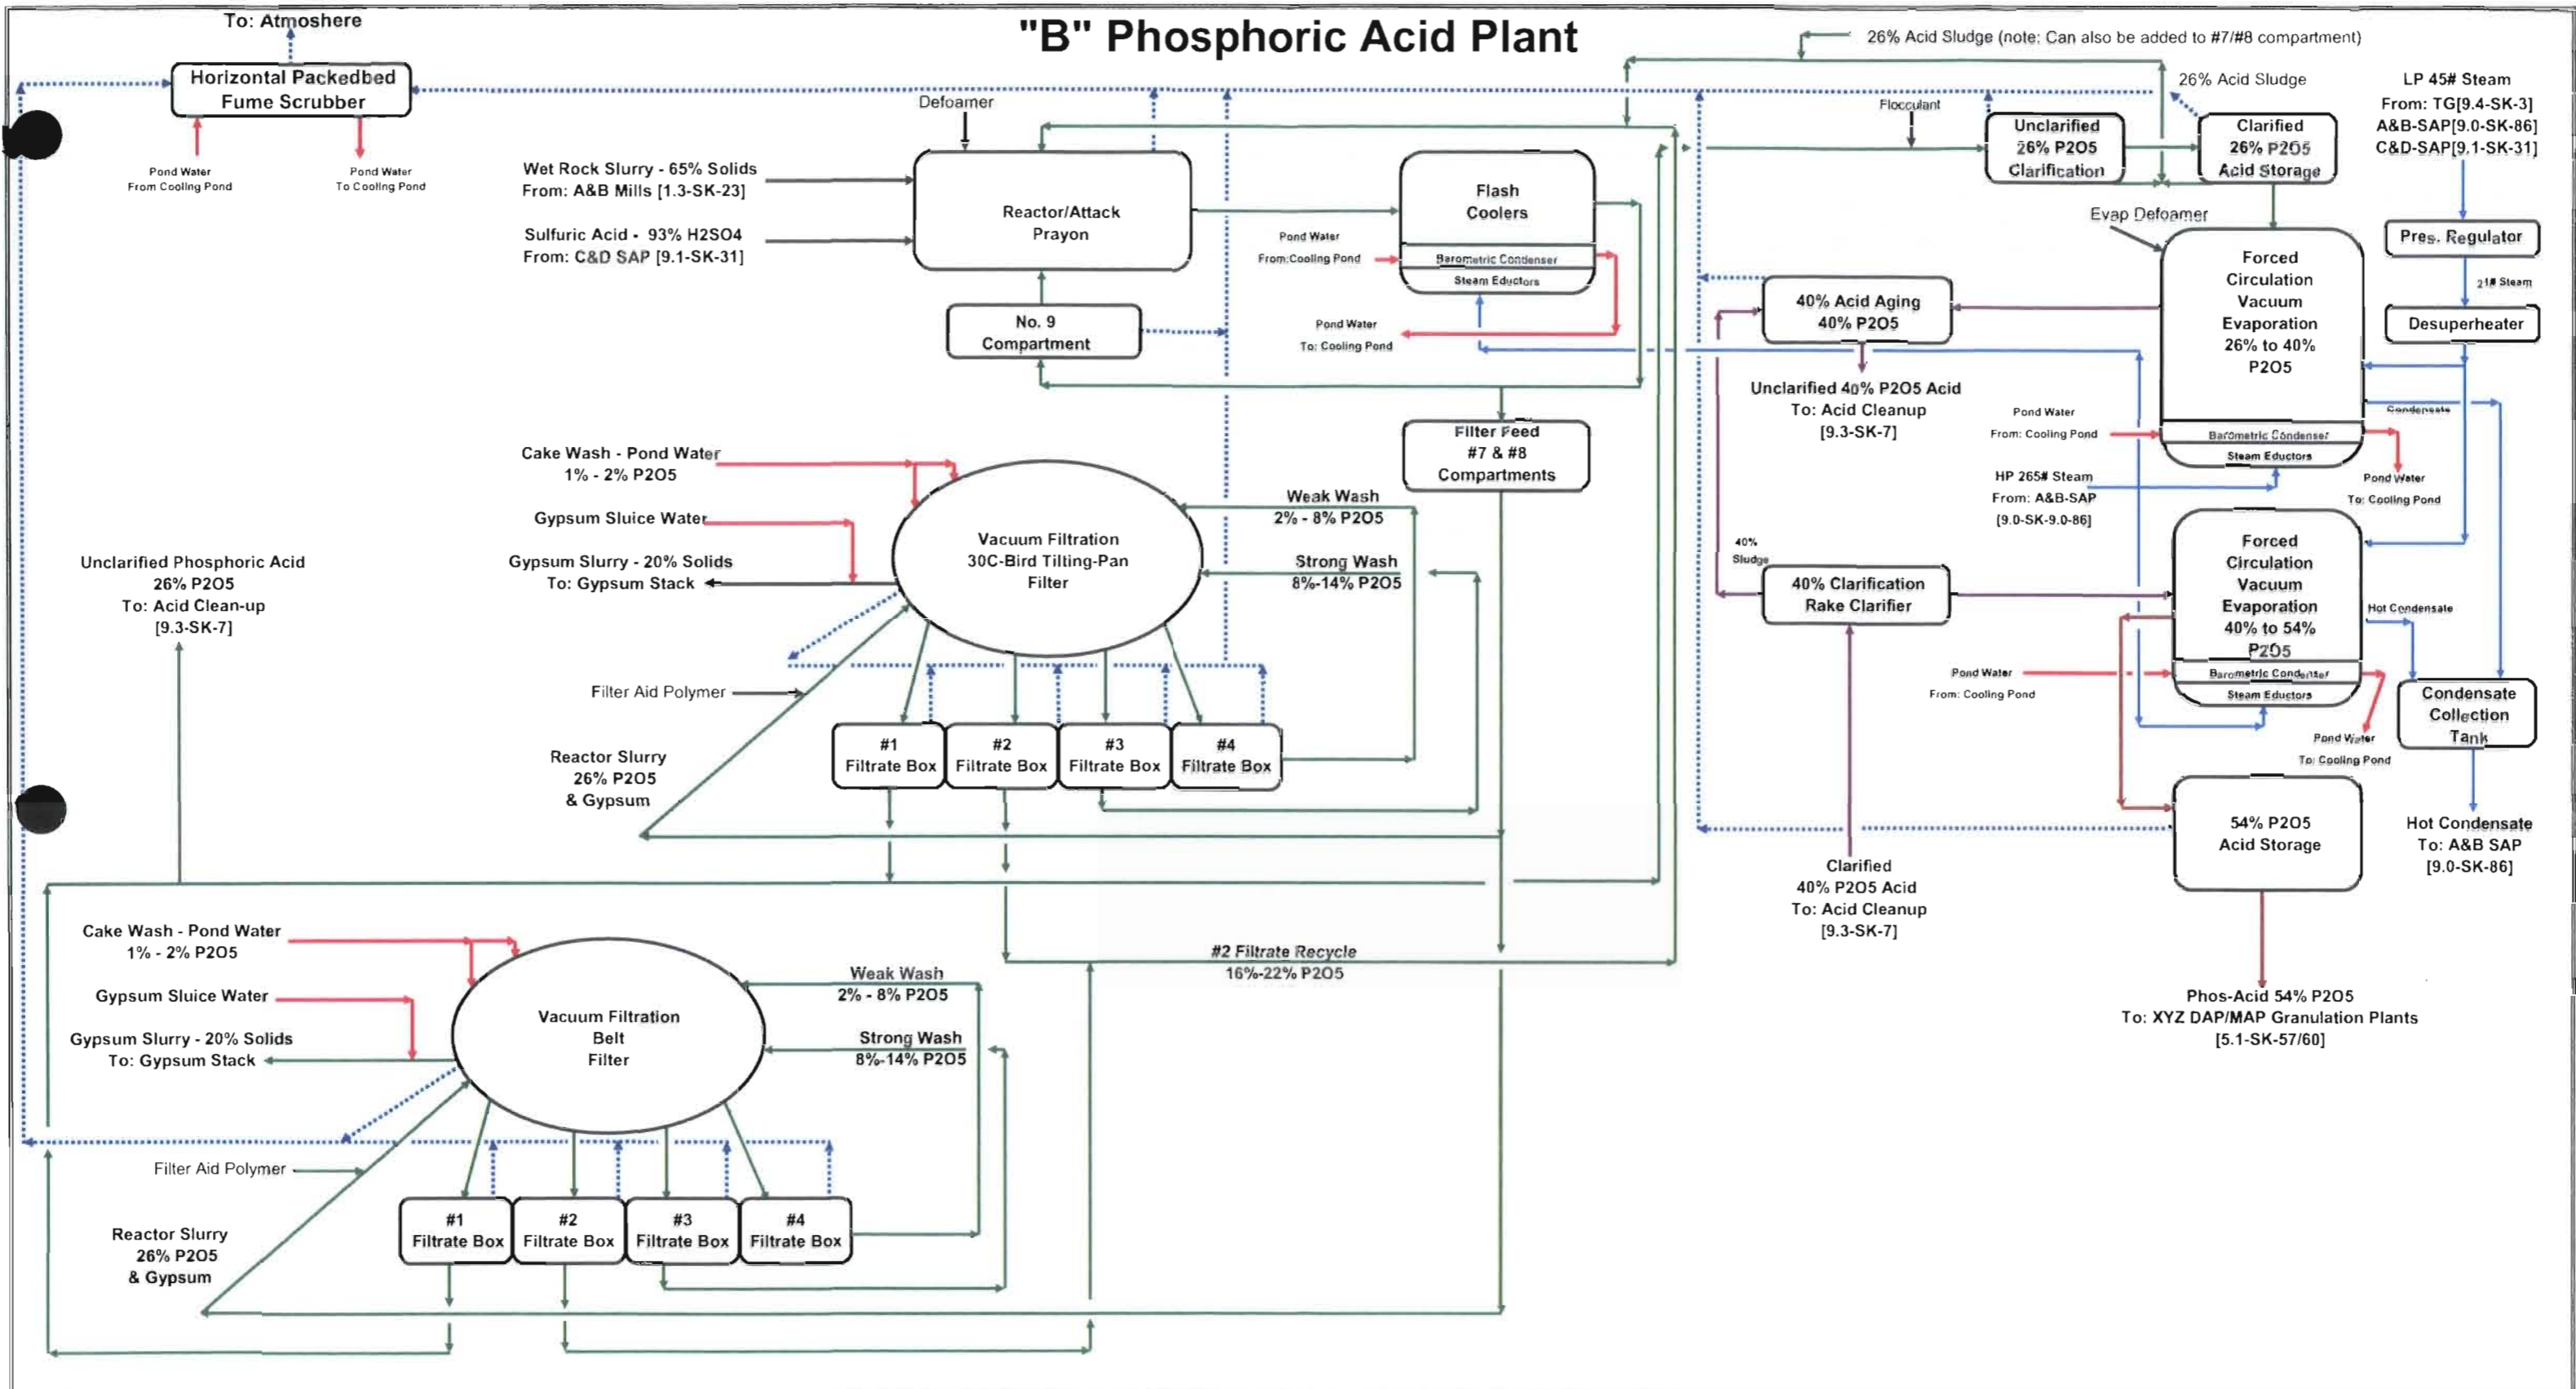 "B" Phosphoric Acid Plant
To: Atmoshere
Horizontal Packedbed
Fume Scrubber
Pond Water
From Cooling Pond
Pond Water
To Cooling Pond
Defoamer
Wet Rock Slurry - 65% Solids
From: A&B Mills [1.3-SK-23]
Sulfuric Acid - 93% H2SO4
From: C&D SAP [9.1-SK-31]
Reactor/Attack
Prayon
No. 9
Compartment
Flash
Coolers
Barometric Condenser
Steam Eductors
Pond Water
From:Cooling Pond
Pond Water
To: Cooling Pond
Filter Feed
#7 & #8
Compartments
26% Acid Sludge (note: Can also be added to #7/#8 compartment)
26% Acid Sludge
Flocculant
Unclarified
26% P2O5
Clarification
Clarified
26% P2O5
Acid Storage
LP 45# Steam
From: TG[9.4-SK-3]
A&B-SAP[9.0-SK-86]
C&D-SAP[9.1-SK-31]
Pres. Regulator
21# Steam
Desuperheater
Evap Defoamer
Forced
Circulation
Vacuum
Evaporation
26% to 40%
P2O5
Barometric Condenser
Steam Eductors
Condensate
40% Acid Aging
40% P2O5
Unclarified 40% P2O5 Acid
To: Acid Cleanup
[9.3-SK-7]
Pond Water
From: Cooling Pond
HP 265# Steam
From: A&B-SAP
[9.0-SK-9.0-86]
Pond Water
To: Cooling Pond
40%
Sludge
40% Clarification
Rake Clarifier
Forced
Circulation
Vacuum
Evaporation
40% to 54%
P2O5
Barometric Condenser
Steam Eductors
Hot Condensate
Pond Water
From: Cooling Pond
Pond Water
To: Cooling Pond
Condensate
Collection
Tank
Hot Condensate
To: A&B SAP
[9.0-SK-86]
54% P2O5
Acid Storage
Clarified
40% P2O5 Acid
To: Acid Cleanup
[9.3-SK-7]
Phos-Acid 54% P2O5
To: XYZ DAP/MAP Granulation Plants
[5.1-SK-57/60]
Cake Wash - Pond Water
1% - 2% P2O5
Gypsum Sluice Water
Gypsum Slurry - 20% Solids
To: Gypsum Stack
Vacuum Filtration
30C-Bird Tilting-Pan
Filter
Weak Wash
2% - 8% P2O5
Strong Wash
8%-14% P2O5
Filter Aid Polymer
Reactor Slurry
26% P2O5
& Gypsum
#1
Filtrate Box
#2
Filtrate Box
#3
Filtrate Box
#4
Filtrate Box
Unclarified Phosphoric Acid
26% P2O5
To: Acid Clean-up
[9.3-SK-7]
#2 Filtrate Recycle
16%-22% P2O5
Cake Wash - Pond Water
1% - 2% P2O5
Gypsum Sluice Water
Gypsum Slurry - 20% Solids
To: Gypsum Stack
Vacuum Filtration
Belt
Filter
Weak Wash
2% - 8% P2O5
Strong Wash
8%-14% P2O5
Filter Aid Polymer
Reactor Slurry
26% P2O5
& Gypsum
#1
Filtrate Box
#2
Filtrate Box
#3
Filtrate Box
#4
Filtrate Box